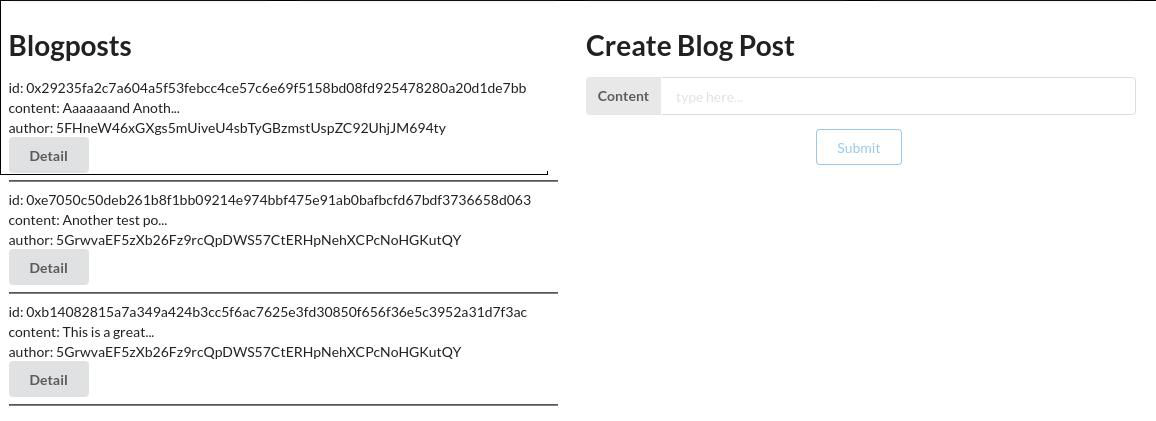 Blogposts
id: 0x29235fa2c7a604a5f53febcc4ce57c6e69f5158bd08fd925478280a20d1de7bb
content: Aaaaaaand Anoth...
author: 5FHneW46xGXgs5mUiveU4sbTyGBzmstUspZC92UhjJM694ty
Detail
id: 0xe7050c50deb261b8f1bb09214e974bbf475e91ab0bafbcfd67bdf3736658d063
content: Another test po...
author: 5GrwvaEF5zXb26Fz9rcQpDWS57CtERHpNehXCPcNoHGKutQY
Detail
id: 0xb14082815a7a349a424b3cc5f6ac7625e3fd30850f656f36e5c3952a31d7f3ac
content: This is a great...
author: 5GrwvaEF5zXb26Fz9rcQpDWS57CtERHpNehXCPcNoHGKutQY
Detail
Create Blog Post
Content
type here...
Submit